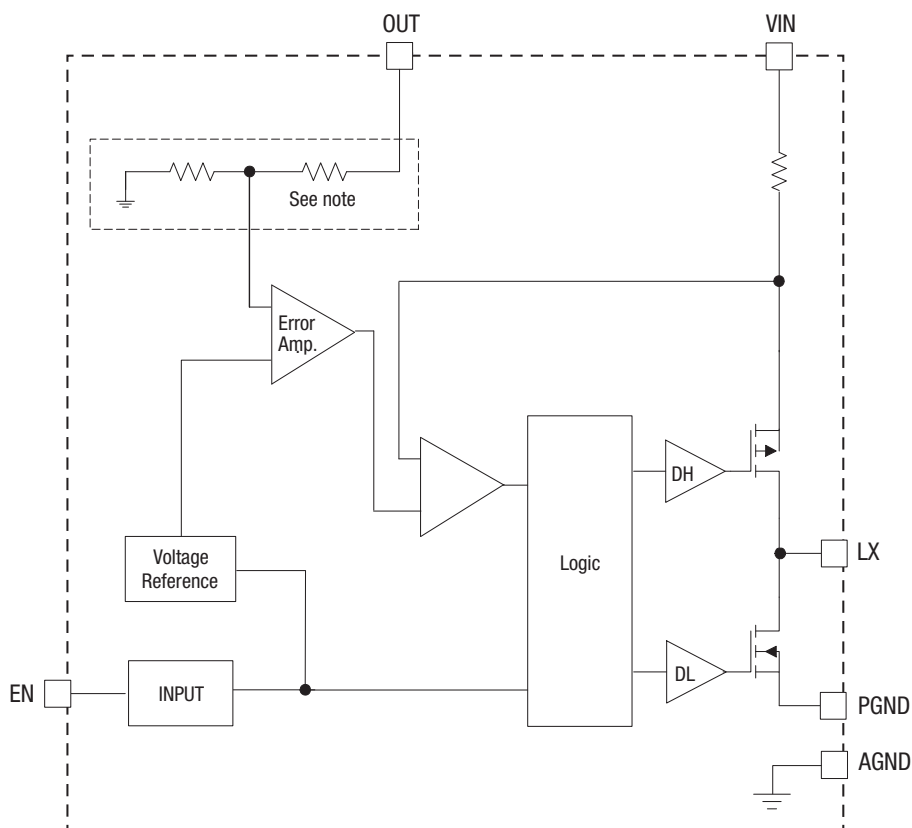 OUT
VIN
See note
Error
Amp.
DH
Voltage
Reference
Logic
LX
EN
INPUT
DL
PGND
AGND